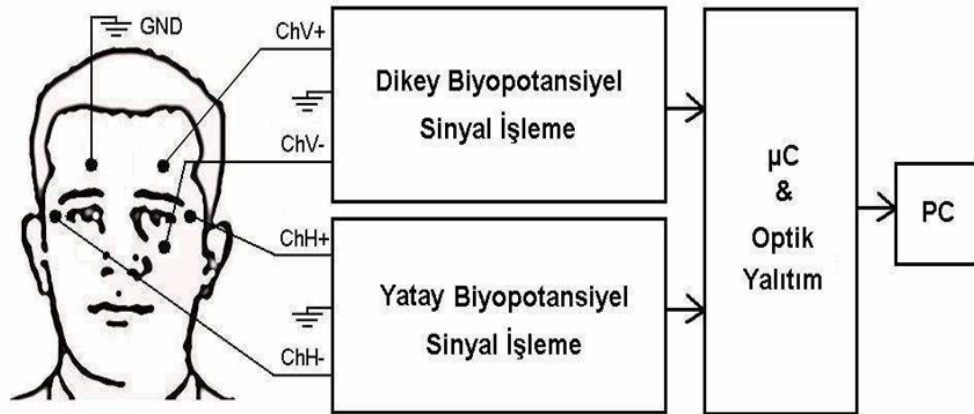 GND
ChV+
ChV-
ChH+
ChH-
Dikey Biyopotansiyel
Sinyal İşleme
Yatay Biyopotansiyel
Sinyal İşleme
µC
&
Optik
Yalıtım
PC